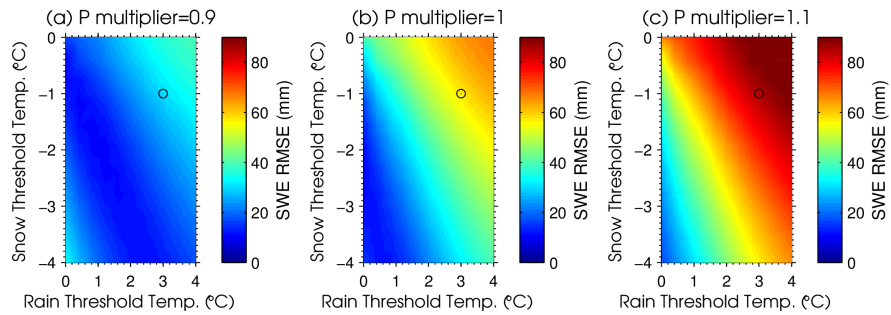 (a) P multiplier=0.9
Snow Threshold Temp. (°C)
0
−1
−2
−3
−4
0 1 2 3 4
Rain Threshold Temp. (°C)
80
60
40
20
0
SWE RMSE (mm)
(b) P multiplier=1
Snow Threshold Temp. (°C)
0
−1
−2
−3
−4
0 1 2 3 4
Rain Threshold Temp. (°C)
80
60
40
20
0
SWE RMSE (mm)
(c) P multiplier=1.1
Snow Threshold Temp. (°C)
0
−1
−2
−3
−4
0 1 2 3 4
Rain Threshold Temp. (°C)
80
60
40
20
0
SWE RMSE (mm)